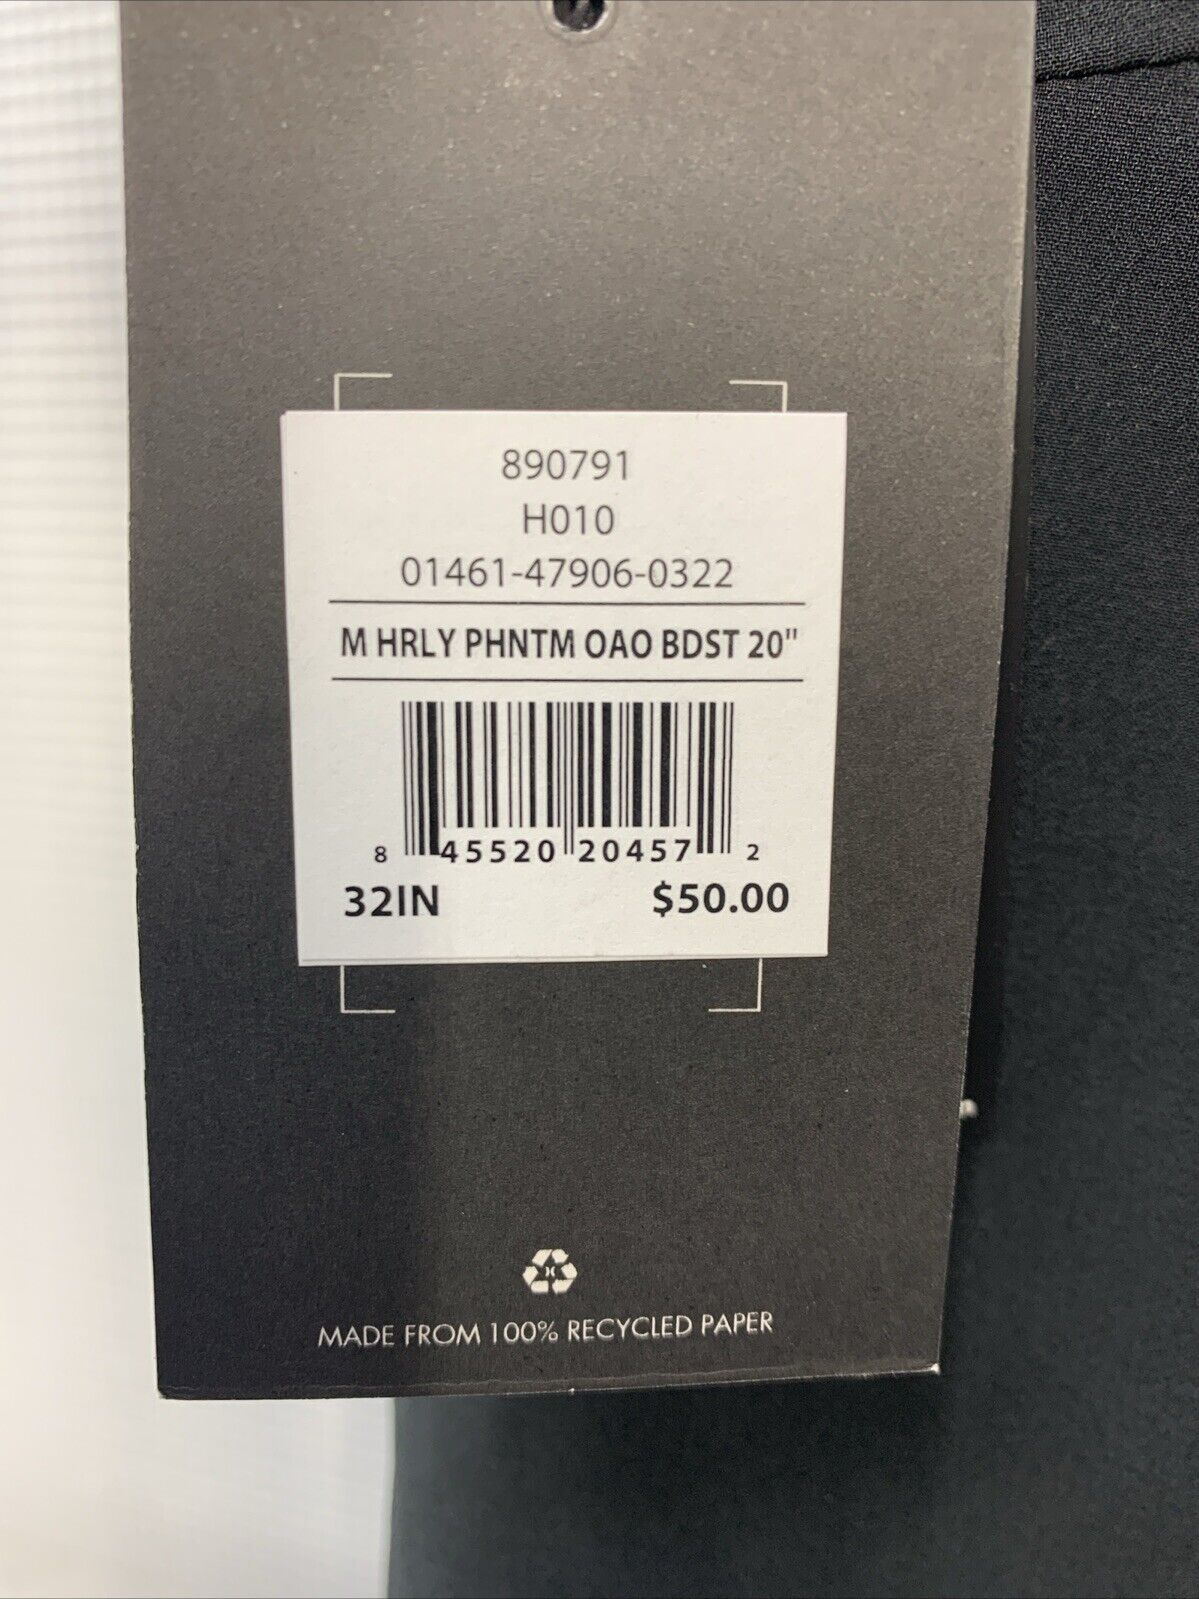 890791
H010
01461-47906-0322
M HRLY PHNTM OAO BDST 20"
8 45520 20457 2
32IN $50.00
MADE FROM 100% RECYCLED PAPER